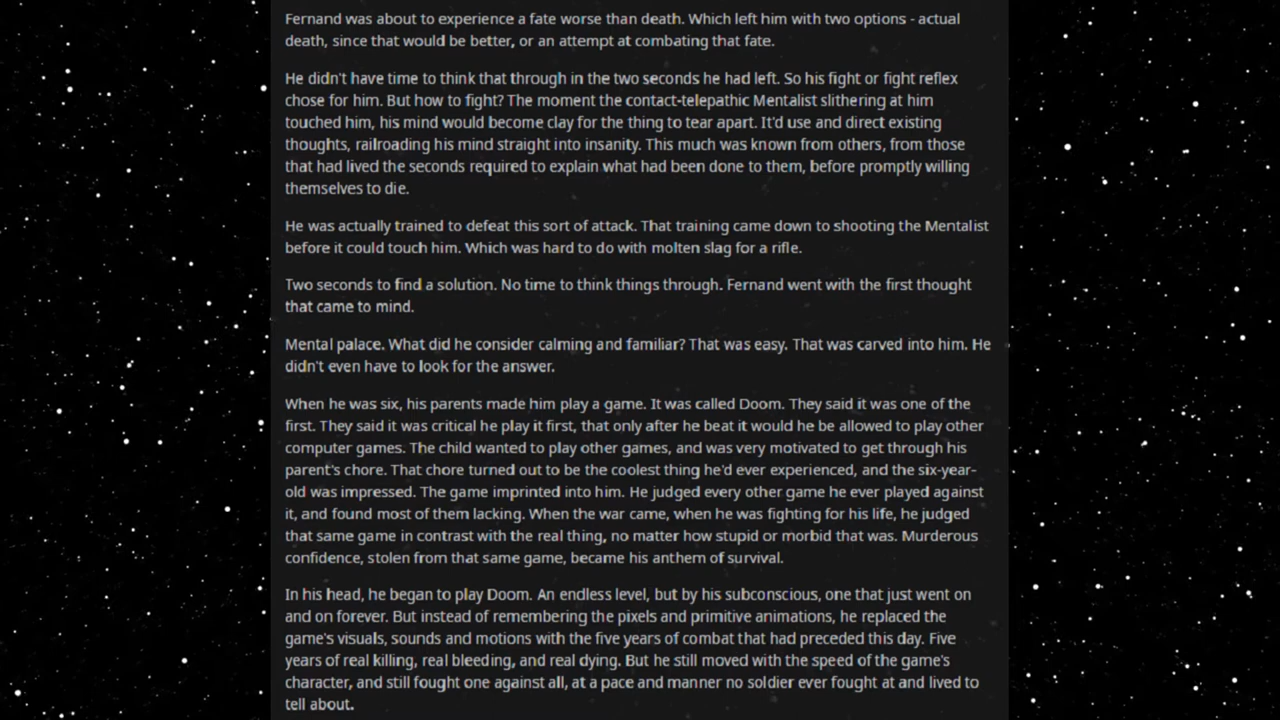 Fernand was about to experience a fate worse than death. Which left him with two options - actual
death, since that would be better, or an attempt at combating that fate.
He didn't have time to think that through in the two seconds he had left. So his fight or fight reflex
chose for him. But how to fight? The moment the contact-telepathic Mentalist slithering at him
touched him, his mind would become clay for the thing to tear apart. It'd use and direct existing
thoughts, railroading his mind straight into insanity. This much was known from others, from those
that had lived the seconds required to explain what had been done to them, before promptly willing
themselves to die.
He was actually trained to defeat this sort of attack. That training came down to shooting the Mentalist
before it could touch him. Which was hard to do with molten slag for a rifle.
Two seconds to find a solution. No time to think things through. Fernand went with the first thought
that came to mind.
Mental palace. What did he consider calming and familiar? That was easy. That was carved into him. He
didn't even have to look for the answer.
When he was six, his parents made him play a game. It was called Doom. They said it was one of the
first. They said it was critical he play it first, that only after he beat it would he be allowed to play other
computer games. The child wanted to play other games, and was very motivated to get through his
parent's chore. That chore turned out to be the coolest thing he'd ever experienced, and the six-year-
old was impressed. The game imprinted into him. He judged every other game he ever played against
it, and found most of them lacking. When the war came, when he was fighting for his life, he judged
that same game in contrast with the real thing, no matter how stupid or morbid that was. Murderous
confidence, stolen from that same game, became his anthem of survival.
In his head, he began to play Doom. An endless level, but by his subconscious, one that just went on
and on forever. But instead of remembering the pixels and primitive animations, he replaced the
game's visuals, sounds and motions with the five years of combat that had preceded this day. Five
years of real killing, real bleeding, and real dying. But he still moved with the speed of the game's
character, and still fought one against all, at a pace and manner no soldier ever fought at and lived to
tell about.